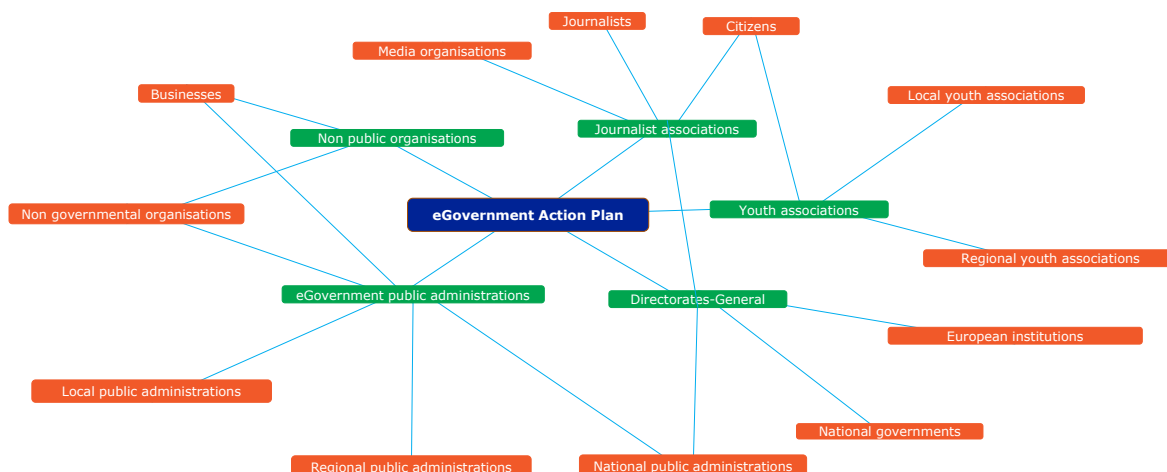 Journalists
Citizens
Media organisations
Businesses
Local youth associations
Journalist associations
Non public organisations
Youth associations
Non governmental organisations
eGovernment Action Plan
Regional youth associations
eGovernment public administrations
Directorates-General
European institutions
Local public administrations
National governments
Regional public administrations
National public administrations